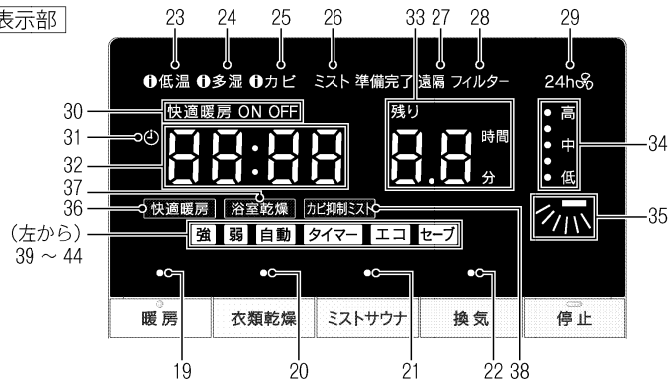 表示部
23 24 25 26 33 27 28 29
低温 多湿 カビ ミスト 準備完了 遠隔 フィルター 24h
30 快適暖房 ON OFF 残り 高
31 88:88 8.8 時間 中 34
32 分 低
37
36 快適暖房 浴室乾燥 カビ抑制ミスト 35
(左から) 強 弱 自動 タイマー エコ セーブ
39 ~ 44
暖房 衣類乾燥 ミストサウナ 換気 停止
19 20 21 22 38